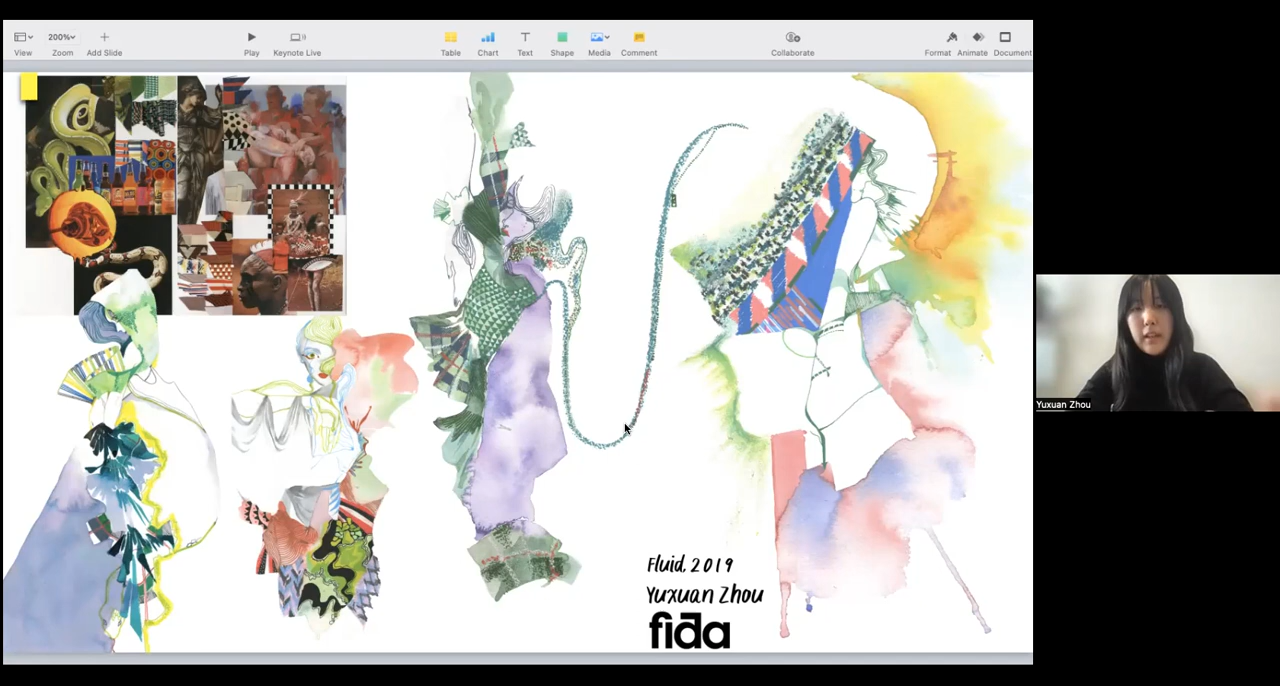 200%
View
Zoom
Add Slide
Play
Keynote Live
Table
Chart
Text
Shape
Media
Comment
Collaborate
Format
Animate
Document
Fluid, 2019
Yuxuan Zhou
fida
Yuxuan Zhou